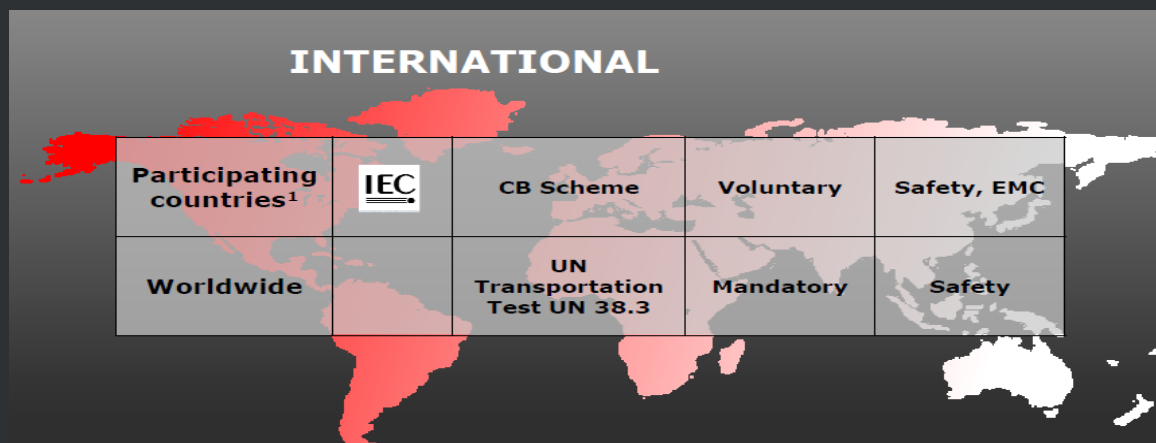 INTERNATIONAL
Participating
countries¹
IEC
CB Scheme
Voluntary
Safety, EMC
Worldwide
UN
Transportation
Test UN 38.3
Mandatory
Safety